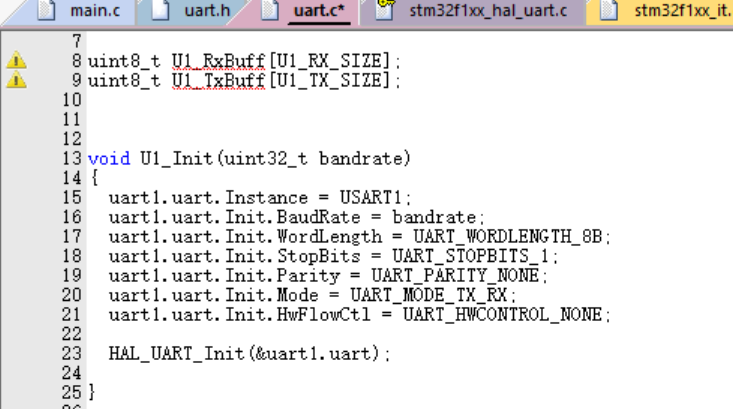 main.c uart.h uart.c* stm32f1xx_hal_uart.c stm32f1xx_it.
7
8 uint8_t U1_RxBuff[U1_RX_SIZE];
9 uint8_t U1_TxBuff[U1_TX_SIZE];
10
11
12
13 void U1_Init(uint32_t bandrate)
14 {
15 uart1.uart.Instance = USART1;
16 uart1.uart.Init.BaudRate = bandrate;
17 uart1.uart.Init.WordLength = UART_WORDLENGTH_8B;
18 uart1.uart.Init.StopBits = UART_STOPBITS_1;
19 uart1.uart.Init.Parity = UART_PARITY_NONE;
20 uart1.uart.Init.Mode = UART_MODE_TX_RX;
21 uart1.uart.Init.HwFlowCtl = UART_HWCONTROL_NONE;
22
23 HAL_UART_Init(&uart1.uart);
24
25 }